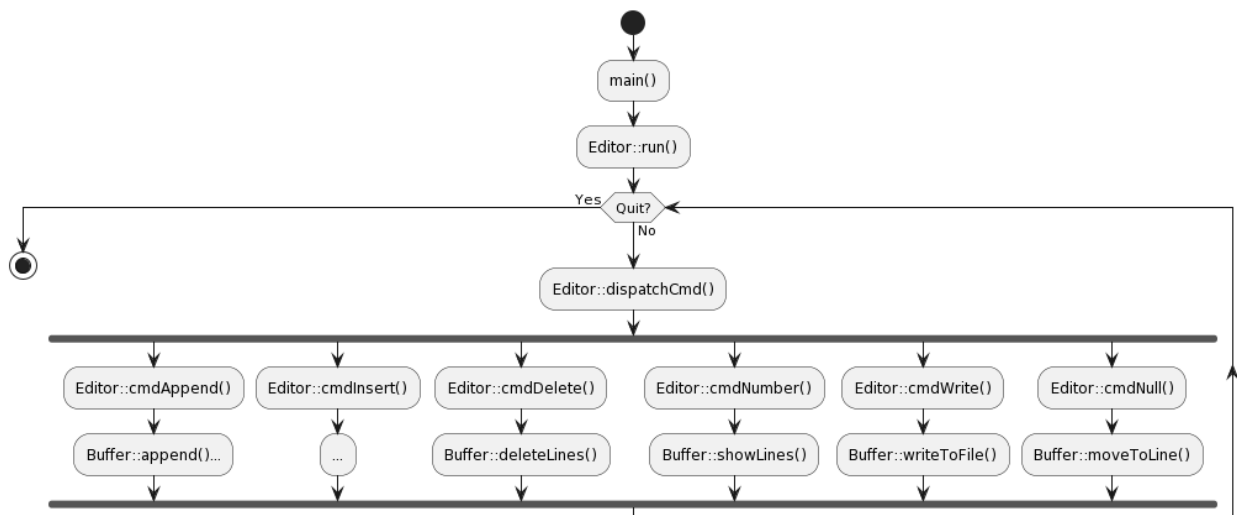 main()
Editor::run()
Yes
Quit?
No
Editor::dispatchCmd()
Editor::cmdAppend()
Editor::cmdInsert()
Editor::cmdDelete()
Editor::cmdNumber()
Editor::cmdWrite()
Editor::cmdNull()
Buffer::append()...
...
Buffer::deleteLines()
Buffer::showLines()
Buffer::writeToFile()
Buffer::moveToLine()